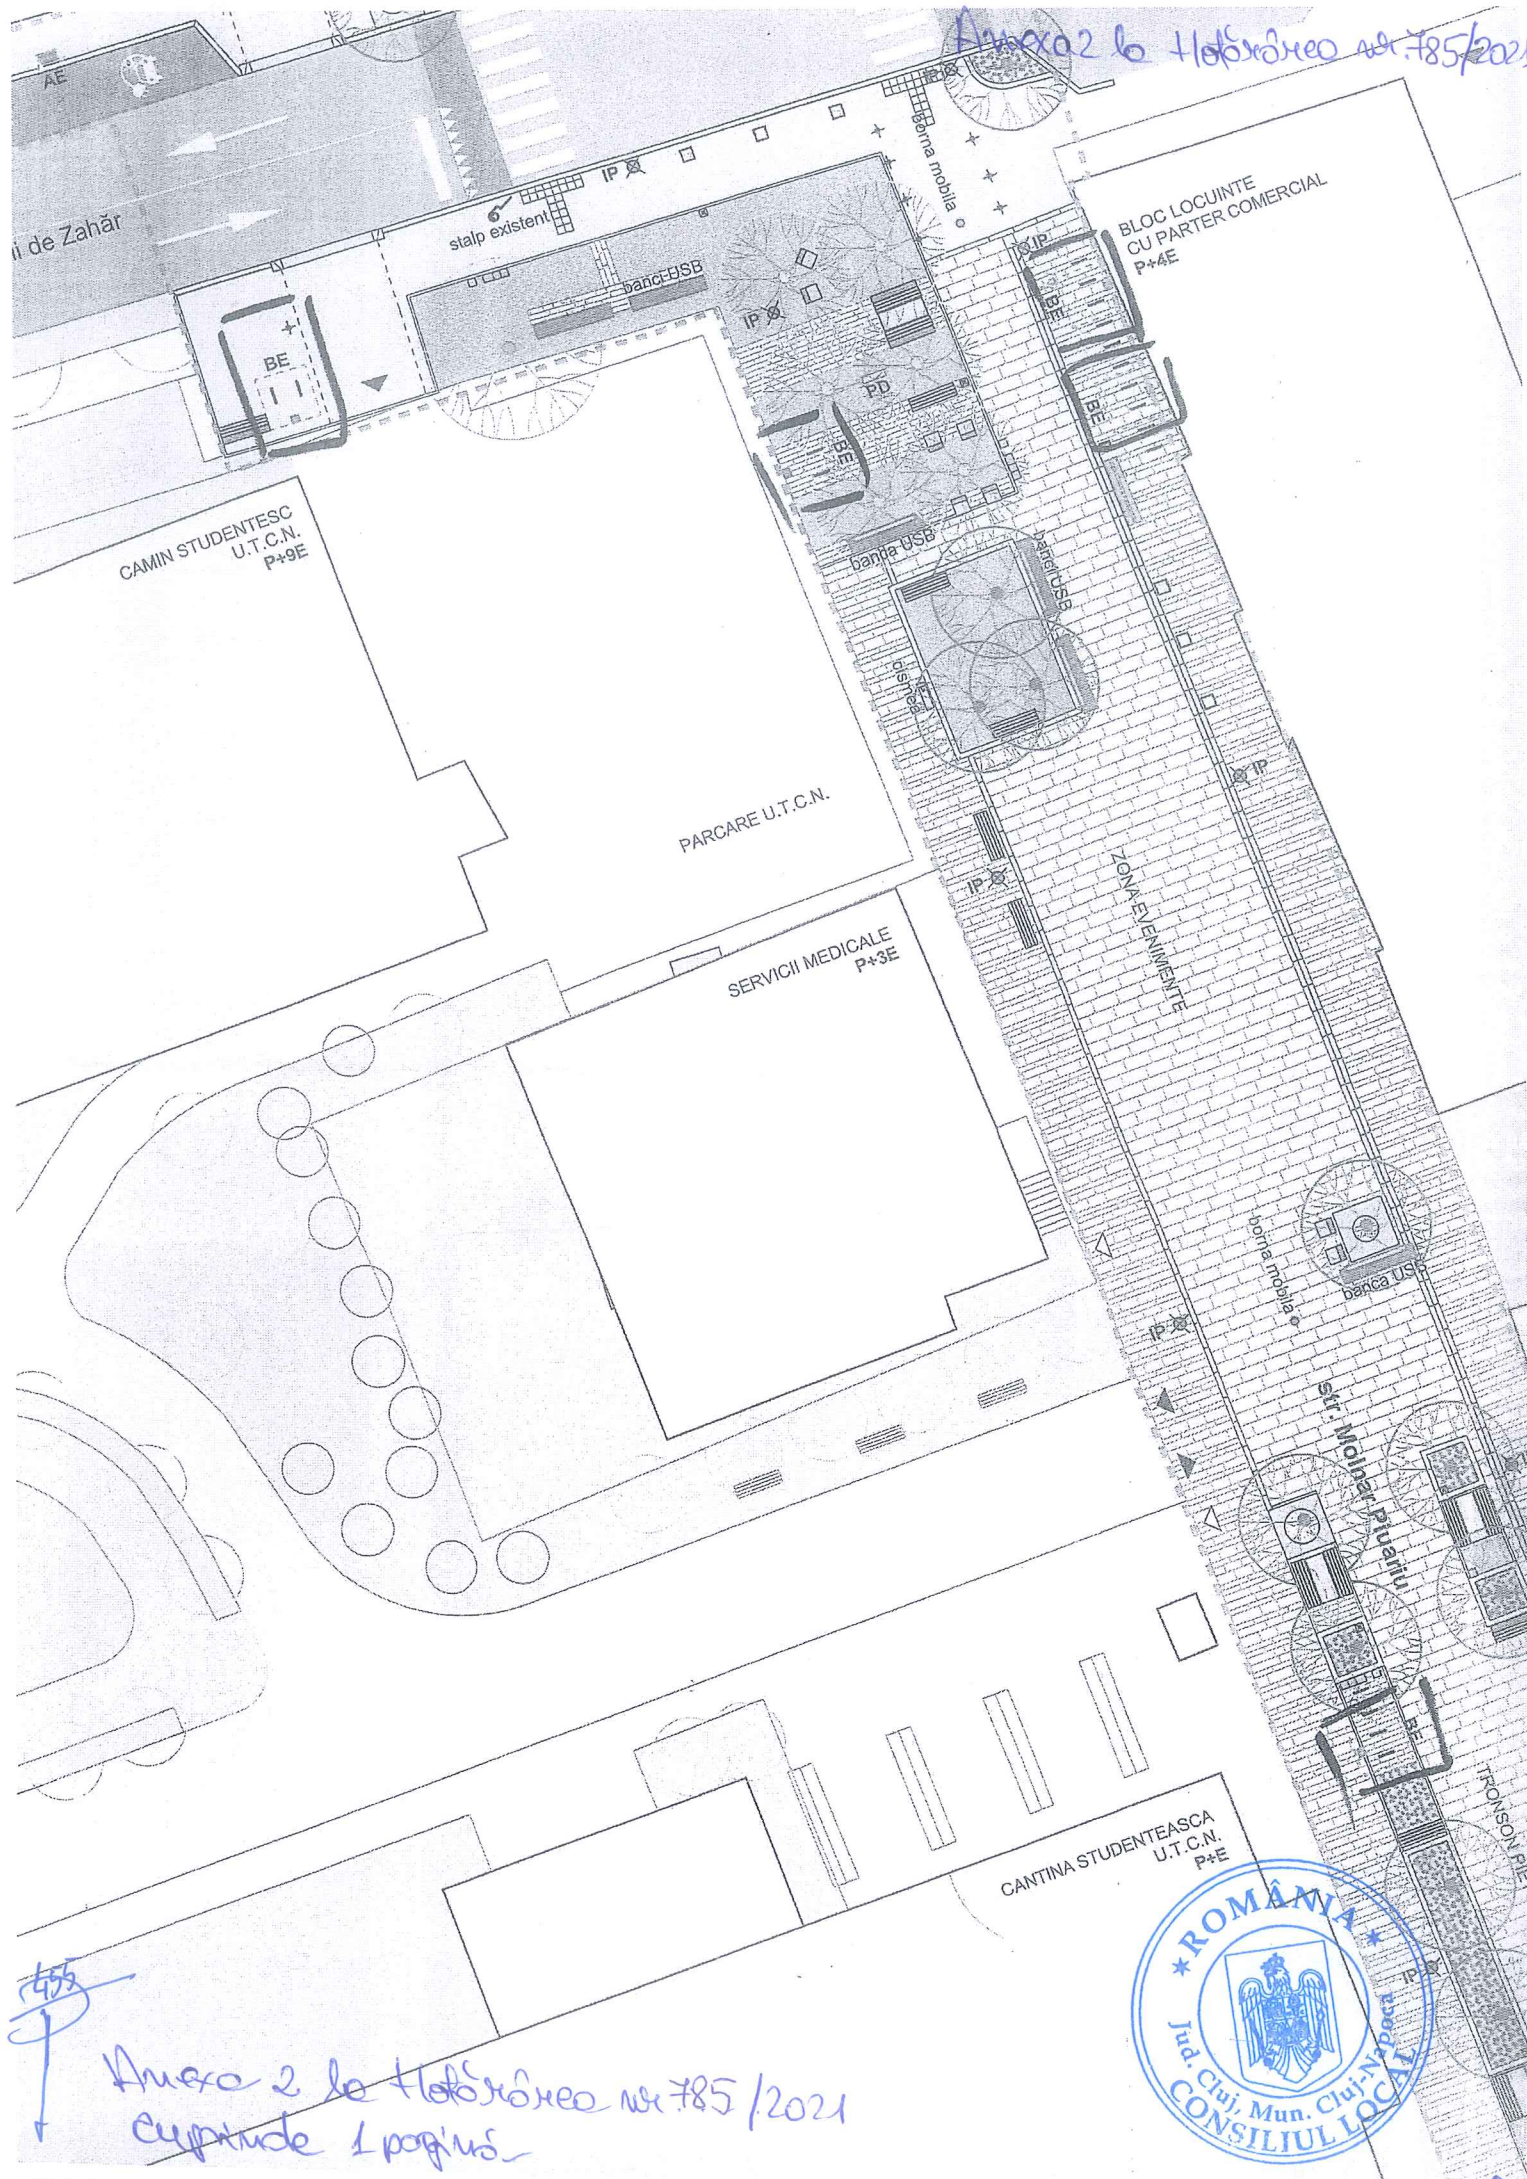 Anexa 2 la Hotărârea nr. 785/2021
AE
IP
borna mobila
IP
stalp existent
ii de Zahăr
BLOC LOCUINTE
CU PARTER COMERCIAL
P+4E
IP
banci USB
IP
BE
BE
PD
BE
BE
CAMIN STUDENTESC
U.T.C.N.
P+9E
banca USB
banci USB
cismea
IP
PARCARE U.T.C.N.
IP
ZONA EVENIMENTE
SERVICII MEDICALE
P+3E
borna mobila
banca USB
IP
str. Molnar Piuariu
BE
TRONSON PIE
CANTINA STUDENTEASCA
U.T.C.N.
P+E
IP
ROMÂNIA
Jud. Cluj, Mun. Cluj-Napoca
CONSILIUL LOCAL
455
Anexa 2 la Hotărârea nr. 785/2021
cuprinde 1 pagină